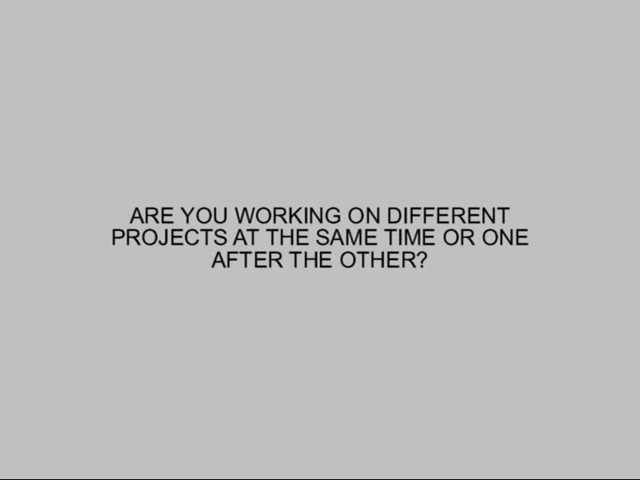 ARE YOU WORKING ON DIFFERENT
PROJECTS AT THE SAME TIME OR ONE
AFTER THE OTHER?